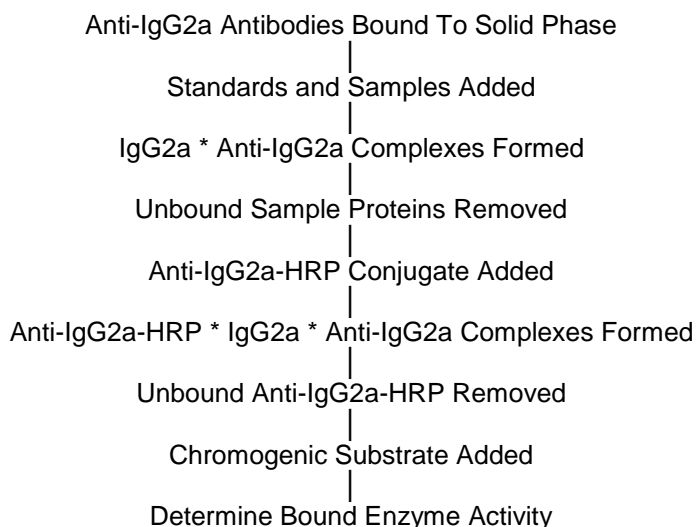 Anti-IgG2a Antibodies Bound To Solid Phase
Standards and Samples Added
IgG2a * Anti-IgG2a Complexes Formed
Unbound Sample Proteins Removed
Anti-IgG2a-HRP Conjugate Added
Anti-IgG2a-HRP * IgG2a * Anti-IgG2a Complexes Formed
Unbound Anti-IgG2a-HRP Removed
Chromogenic Substrate Added
Determine Bound Enzyme Activity